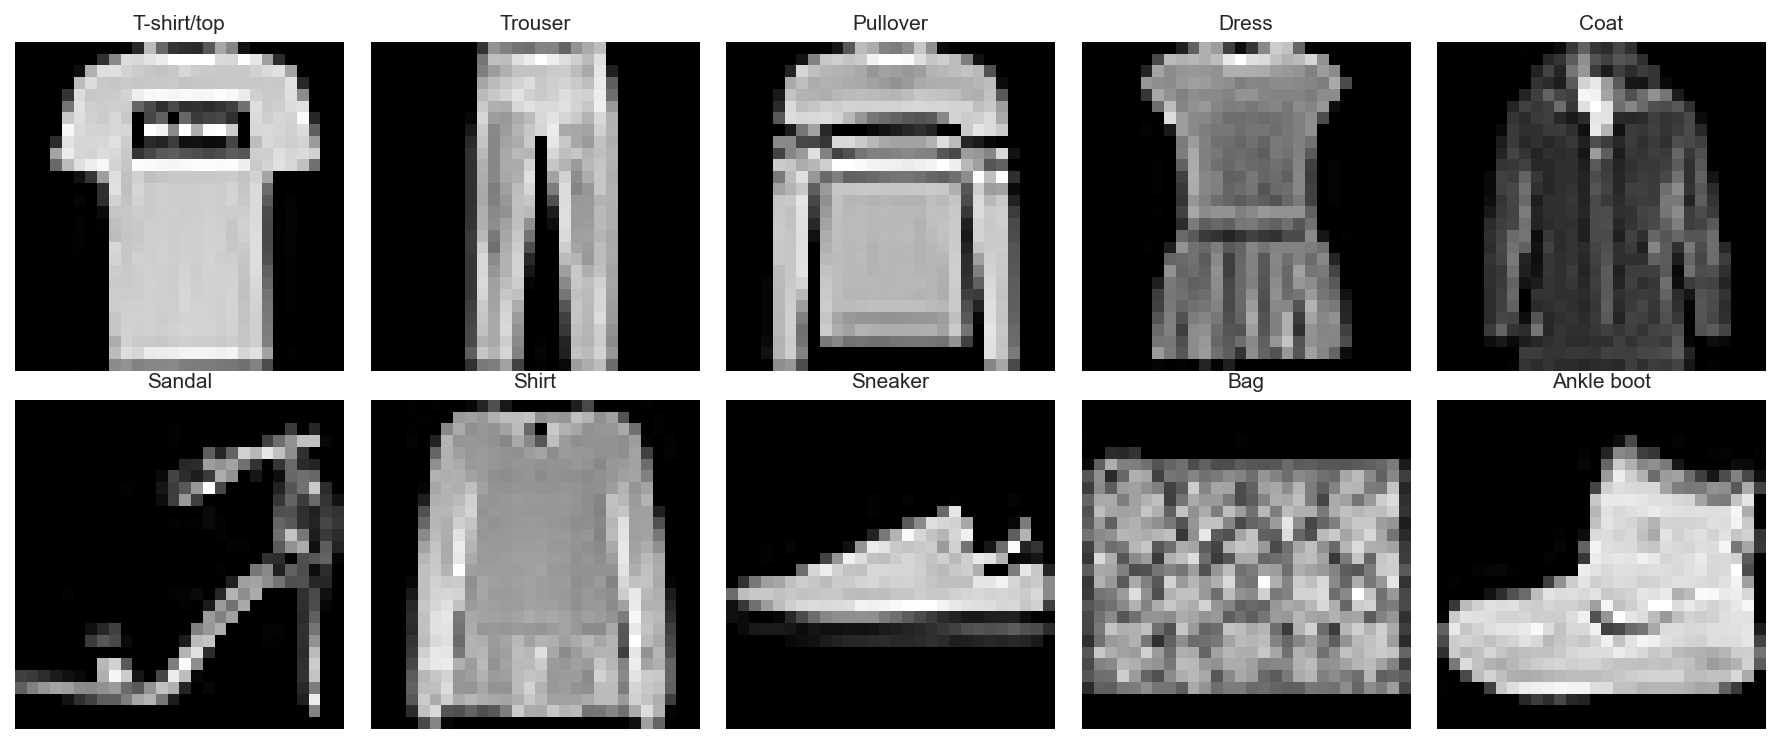 T-shirt/top
Trouser
Pullover
Dress
Coat
Sandal
Shirt
Sneaker
Bag
Ankle boot